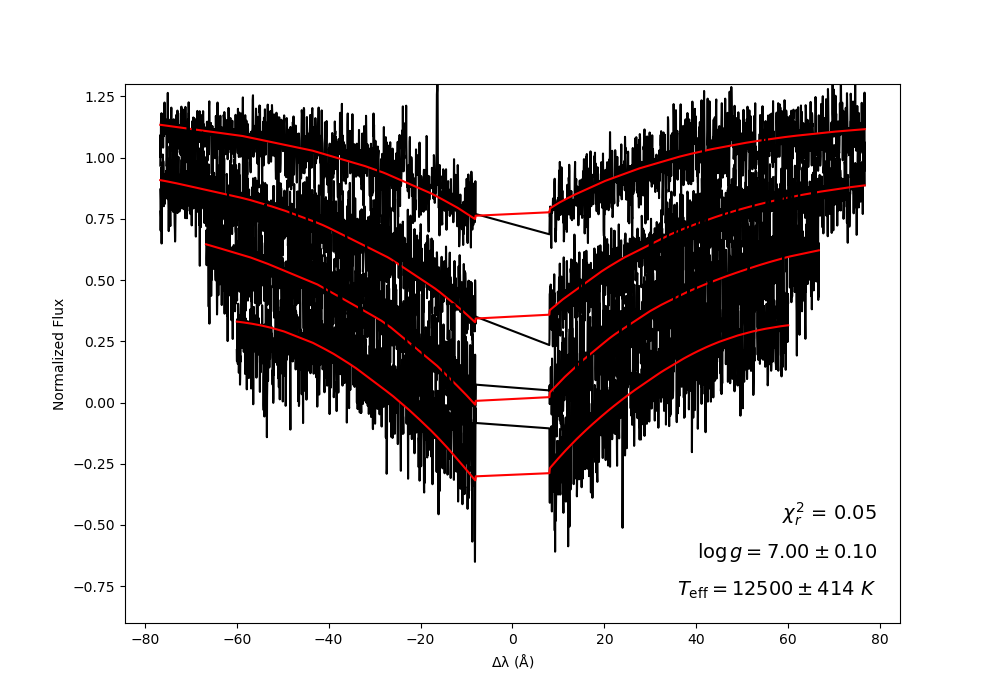 1.25
1.00
0.75
0.50
0.25
0.00
−0.25
−0.50
−0.75
Normalized Flux
χ²ᵣ = 0.05
log g = 7.00 ± 0.10
T_eff = 12500 ± 414 K
−80 −60 −40 −20 0 20 40 60 80
Δλ (Å)